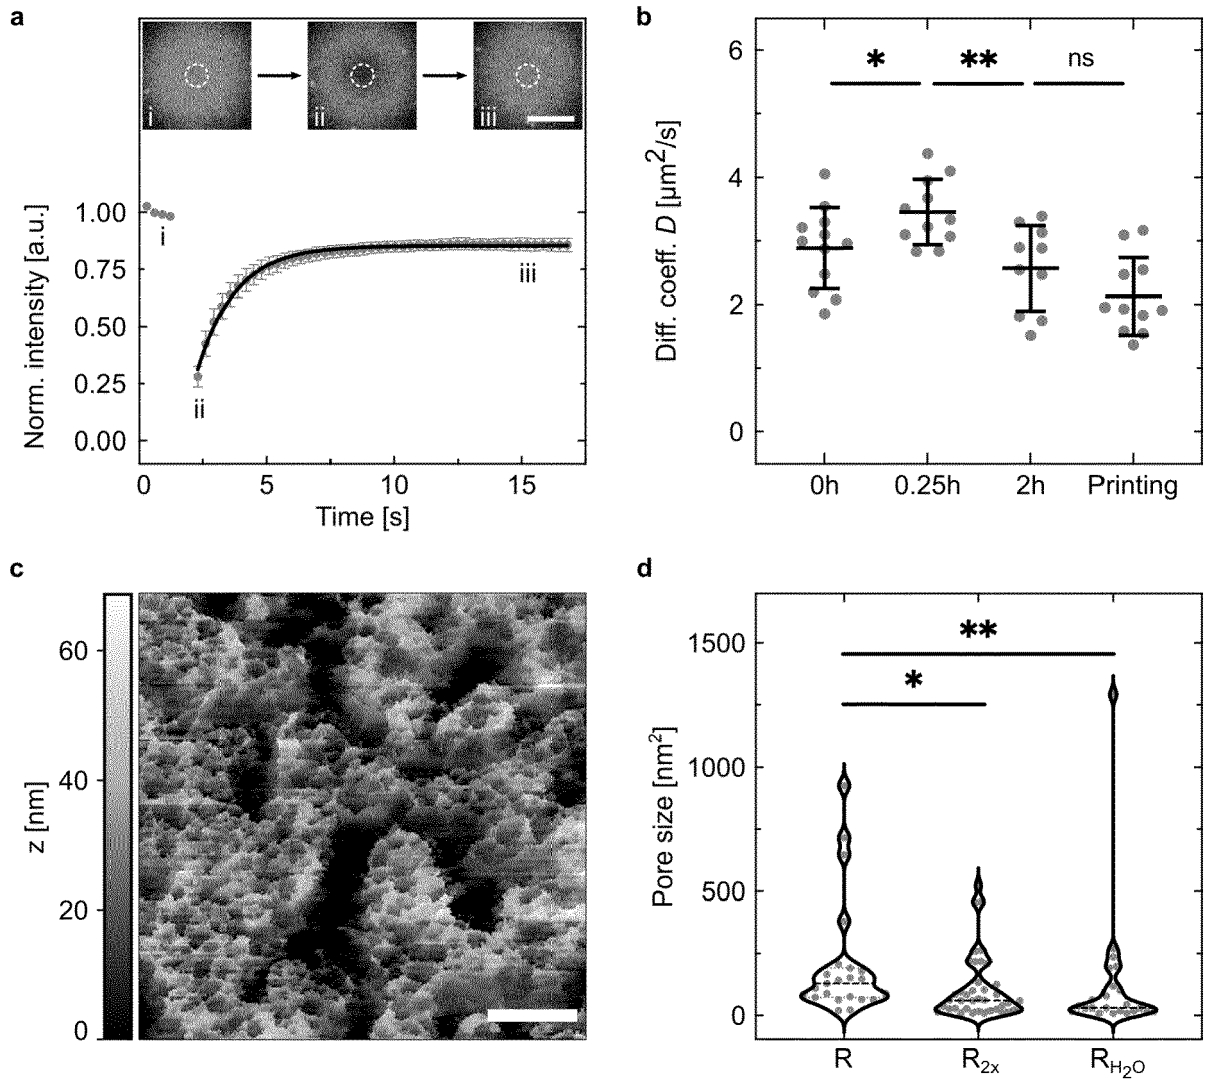 a
i
ii
iii
1.00
0.75
0.50
0.25
0.00
Norm. intensity [a.u.]
i
ii
iii
0
5
10
15
Time [s]
b
6
4
2
0
Diff. coeff. D [µm²/s]
*
**
ns
0h
0.25h
2h
Printing
c
60
40
20
0
z [nm]
d
1500
1000
500
0
Pore size [nm²]
**
*
R
R₂ₓ
R_H₂O